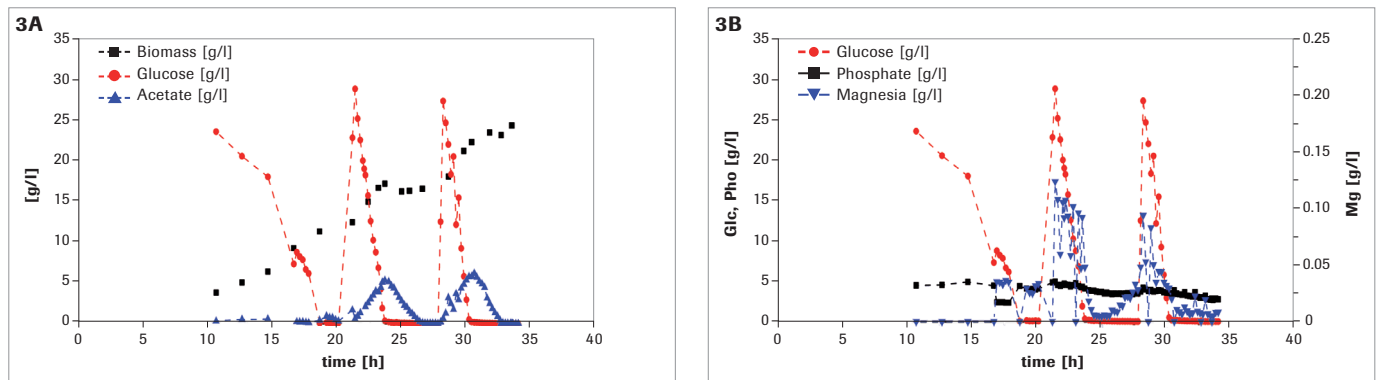 3A
35
30
25
20
15
10
5
0
[g/l]
0 5 10 15 20 25 30 35 40
time [h]
Biomass [g/l]
Glucose [g/l]
Acetate [g/l]
3B
35
30
25
20
15
10
5
0
Glc, Pho [g/l]
0 5 10 15 20 25 30 35 40
time [h]
Glucose [g/l]
Phosphate [g/l]
Magnesia [g/l]
0.25
0.20
0.15
0.10
0.05
0
Mg [g/l]